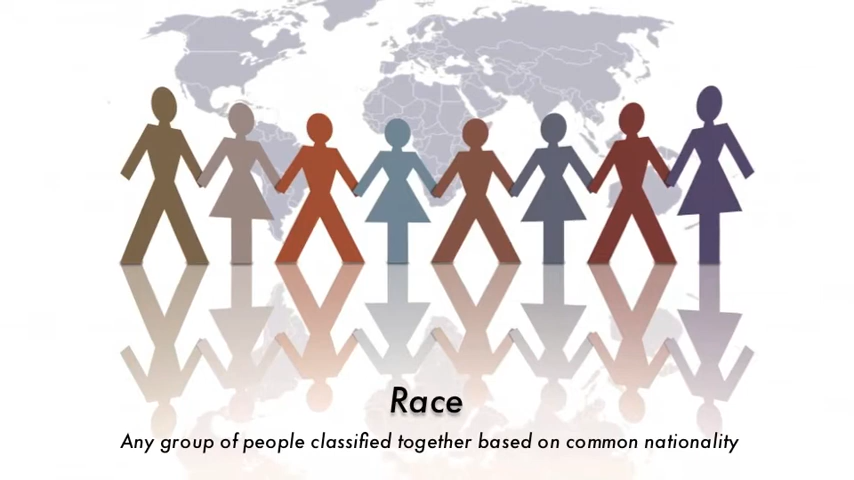 Race
Any group of people classified together based on common nationality